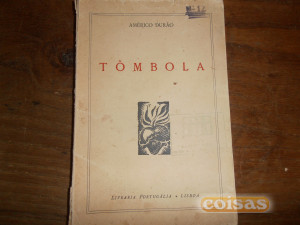 AMÉRICO DURÃO
TÔMBOLA
LIVRARIA PORTUGÁLIA
LISBOA
coisas